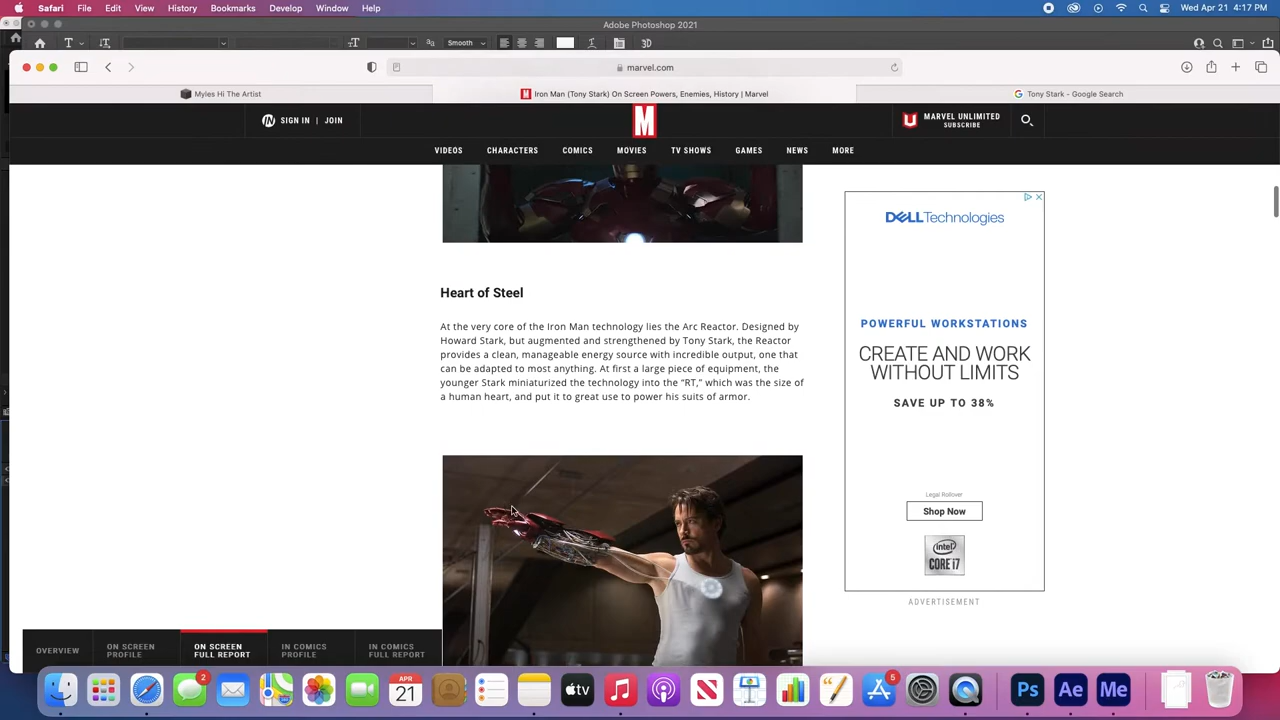 Safari File Edit View History Bookmarks Develop Window Help Wed Apr 21 4:17 PM
Adobe Photoshop 2021
Smooth 3D
marvel.com
Myles Hi The Artist Iron Man (Tony Stark) On Screen Powers, Enemies, History | Marvel Tony Stark - Google Search
SIGN IN | JOIN M MARVEL UNLIMITED
SUBSCRIBE
VIDEOS CHARACTERS COMICS MOVIES TV SHOWS GAMES NEWS MORE
Heart of Steel
At the very core of the Iron Man technology lies the Arc Reactor. Designed by
Howard Stark, but augmented and strengthened by Tony Stark, the Reactor
provides a clean, manageable energy source with incredible output, one that
can be adapted to most anything. At first a large piece of equipment, the
younger Stark miniaturized the technology into the “RT,” which was the size of
a human heart, and put it to great use to power his suits of armor.
DELLTechnologies
POWERFUL WORKSTATIONS
CREATE AND WORK
WITHOUT LIMITS
SAVE UP TO 38%
Legal Rollover
Shop Now
intel
CORE i7
ADVERTISEMENT
OVERVIEW
ON SCREEN
PROFILE
ON SCREEN
FULL REPORT
IN COMICS
PROFILE
IN COMICS
FULL REPORT
2
APR
21
tv
5
Ps Ae Me